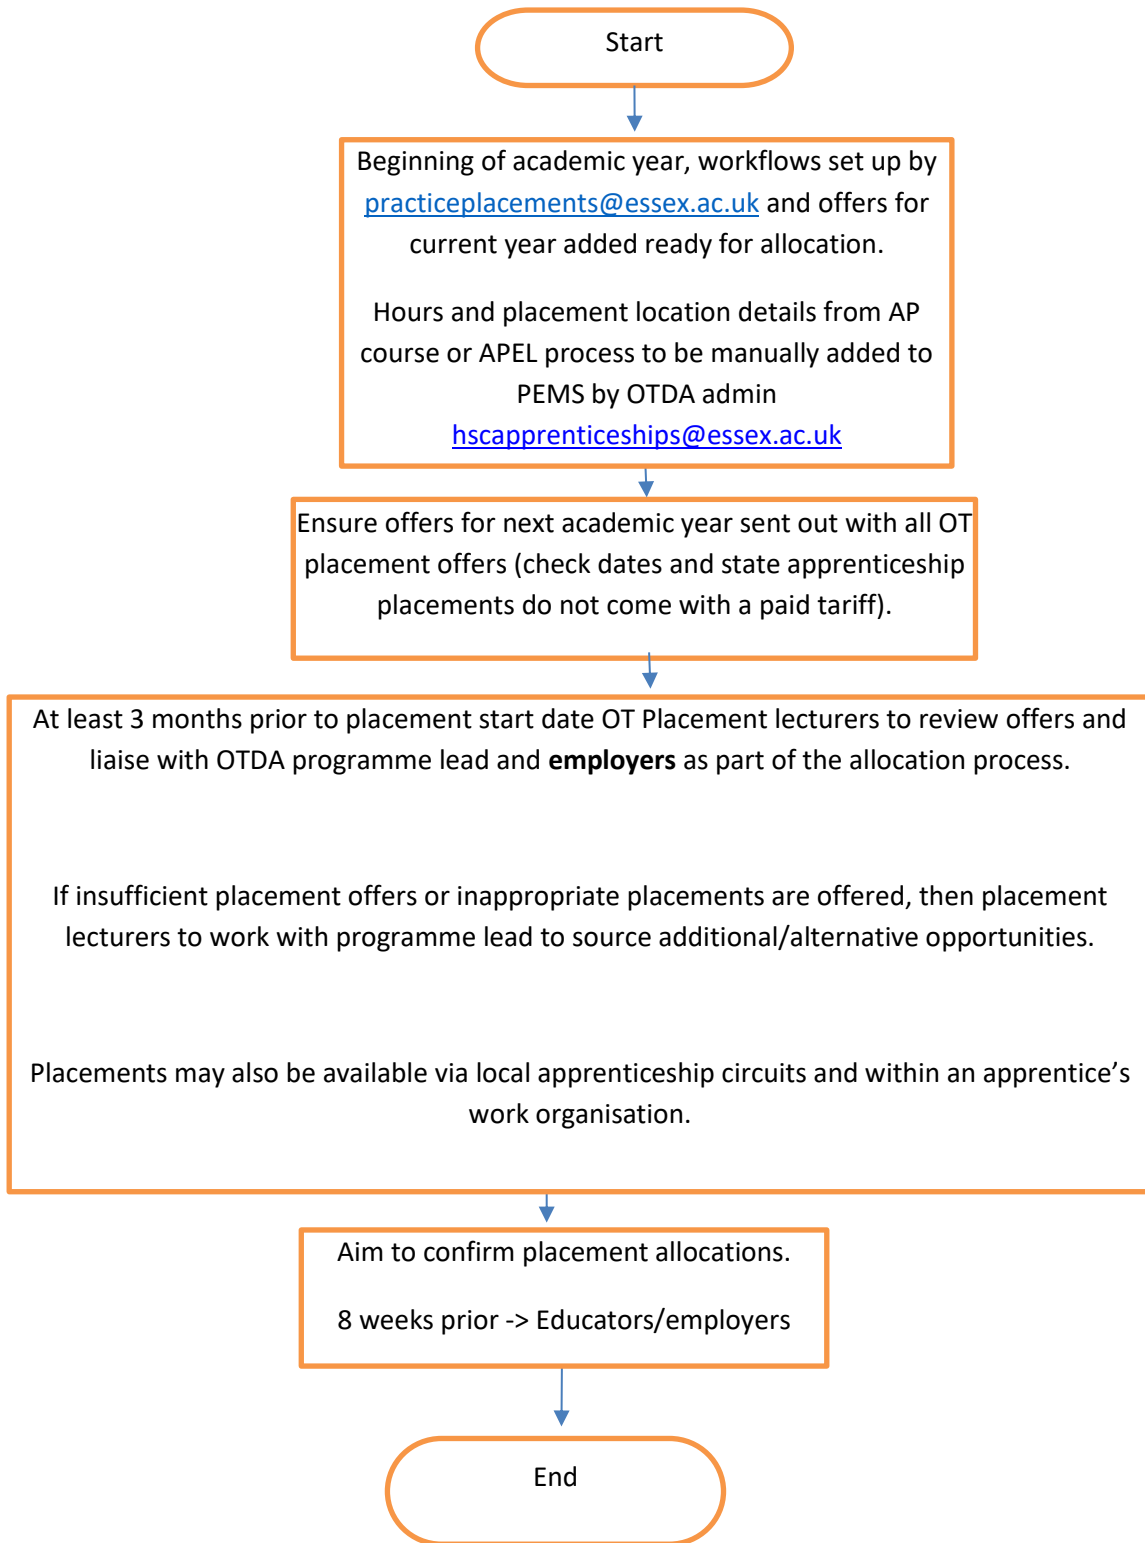 Start
Beginning of academic year, workflows set up by
practiceplacements@essex.ac.uk and offers for
current year added ready for allocation.
Hours and placement location details from AP
course or APEL process to be manually added to
PEMS by OTDA admin
hscapprenticeships@essex.ac.uk
Ensure offers for next academic year sent out with all OT
placement offers (check dates and state apprenticeship
placements do not come with a paid tariff).
At least 3 months prior to placement start date OT Placement lecturers to review offers and
liaise with OTDA programme lead and employers as part of the allocation process.
If insufficient placement offers or inappropriate placements are offered, then placement
lecturers to work with programme lead to source additional/alternative opportunities.
Placements may also be available via local apprenticeship circuits and within an apprentice’s
work organisation.
Aim to confirm placement allocations.
8 weeks prior -> Educators/employers
End